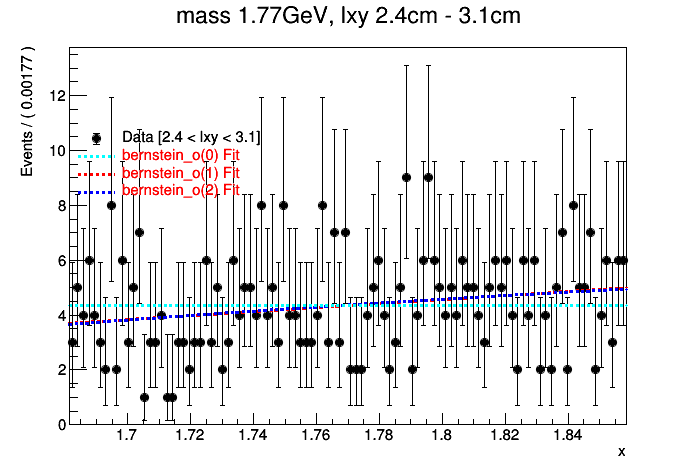 mass 1.77GeV, lxy 2.4cm - 3.1cm
Events / ( 0.00177 )
12
10
8
6
4
2
0
Data [2.4 < lxy < 3.1]
bernstein_o(0) Fit
bernstein_o(1) Fit
bernstein_o(2) Fit
1.7 1.72 1.74 1.76 1.78 1.8 1.82 1.84
x